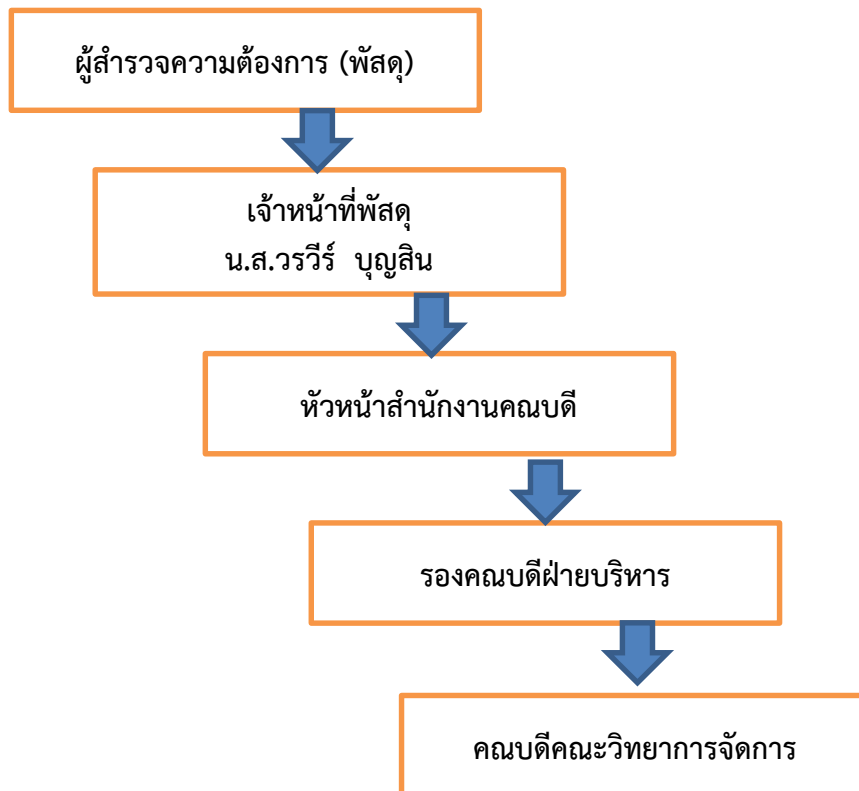 ผู้สำรวจความต้องการ (พัสดุ)
เจ้าหน้าที่พัสดุ
น.ส.วรวีร์ บุญสิน
หัวหน้าสำนักงานคณบดี
รองคณบดีฝ่ายบริหาร
คณบดีคณะวิทยาการจัดการ